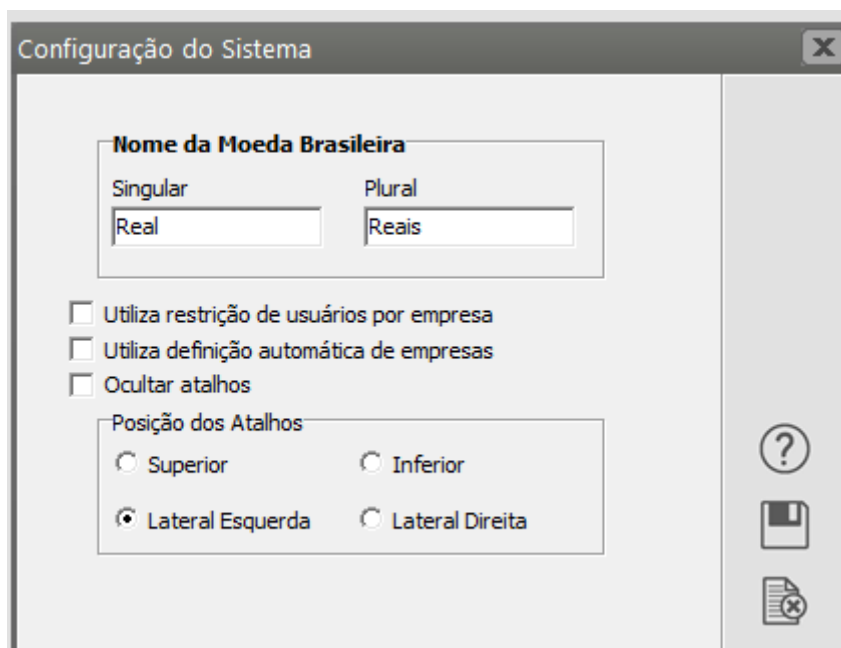 Configuração do Sistema
Nome da Moeda Brasileira
Singular Plural
Real Reais
Utiliza restrição de usuários por empresa
Utiliza definição automática de empresas
Ocultar atalhos
Posição dos Atalhos
Superior Inferior
Lateral Esquerda Lateral Direita